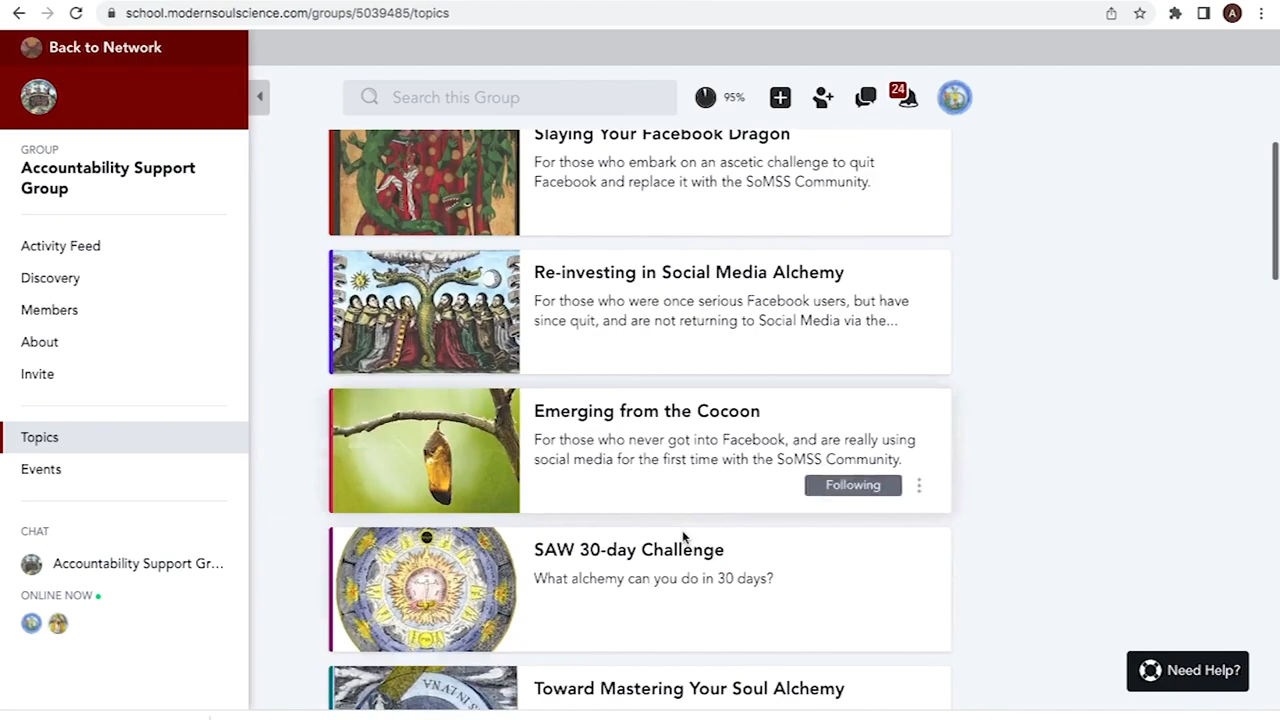 school.modernsoulscience.com/groups/5039485/topics
A
Back to Network
Search this Group
95%
24
GROUP
Accountability Support
Group
Activity Feed
Discovery
Members
About
Invite
Topics
Events
CHAT
Accountability Support Gr...
ONLINE NOW
Slaying Your Facebook Dragon
For those who embark on an ascetic challenge to quit
Facebook and replace it with the SoMSS Community.
Re-investing in Social Media Alchemy
For those who were once serious Facebook users, but have
since quit, and are not returning to Social Media via the...
Emerging from the Cocoon
For those who never got into Facebook, and are really using
social media for the first time with the SoMSS Community.
Following
SAW 30-day Challenge
What alchemy can you do in 30 days?
Toward Mastering Your Soul Alchemy
Need Help?